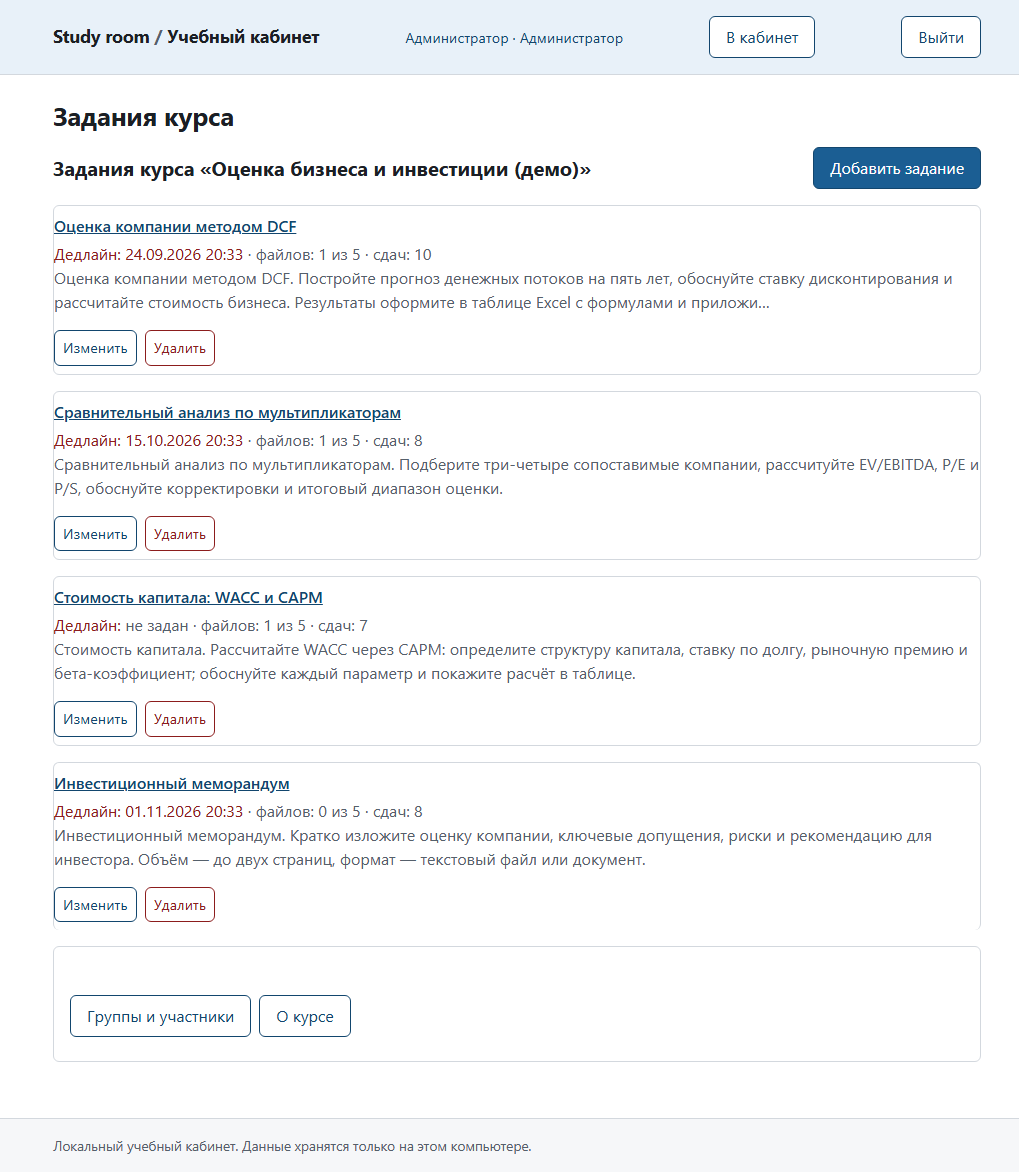 Study room / Учебный кабинет
Администратор · Администратор
В кабинет
Выйти
Задания курса
Задания курса «Оценка бизнеса и инвестиции (демо)»
Добавить задание
Оценка компании методом DCF
Дедлайн: 24.09.2026 20:33 · файлов: 1 из 5 · сдач: 10
Оценка компании методом DCF. Постройте прогноз денежных потоков на пять лет, обоснуйте ставку дисконтирования и
рассчитайте стоимость бизнеса. Результаты оформите в таблице Excel с формулами и приложи...
Изменить
Удалить
Сравнительный анализ по мультипликаторам
Дедлайн: 15.10.2026 20:33 · файлов: 1 из 5 · сдач: 8
Сравнительный анализ по мультипликаторам. Подберите три-четыре сопоставимые компании, рассчитуйте EV/EBITDA, P/E и
P/S, обоснуйте корректировки и итоговый диапазон оценки.
Изменить
Удалить
Стоимость капитала: WACC и CAPM
Дедлайн: не задан · файлов: 1 из 5 · сдач: 7
Стоимость капитала. Рассчитайте WACC через CAPM: определите структуру капитала, ставку по долгу, рыночную премию и
бета-коэффициент; обоснуйте каждый параметр и покажите расчёт в таблице.
Изменить
Удалить
Инвестиционный меморандум
Дедлайн: 01.11.2026 20:33 · файлов: 0 из 5 · сдач: 8
Инвестиционный меморандум. Кратко изложите оценку компании, ключевые допущения, риски и рекомендацию для
инвестора. Объём — до двух страниц, формат — текстовый файл или документ.
Изменить
Удалить
Группы и участники
О курсе
Локальный учебный кабинет. Данные хранятся только на этом компьютере.